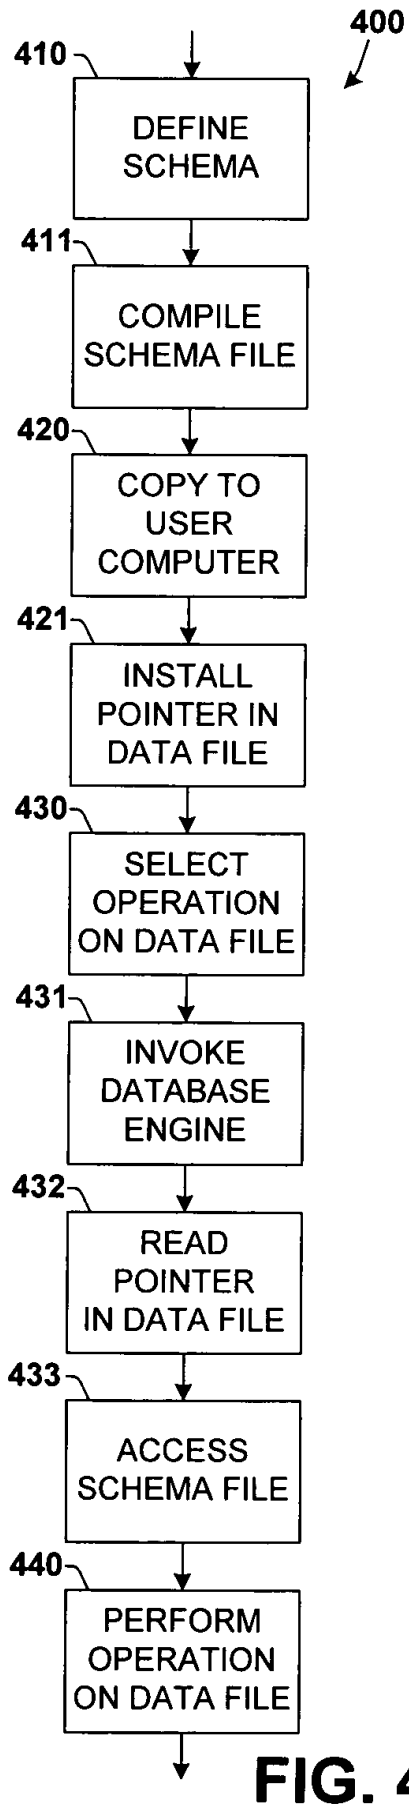 400
410
DEFINE
SCHEMA
411
COMPILE
SCHEMA FILE
420
COPY TO
USER
COMPUTER
421
INSTALL
POINTER IN
DATA FILE
430
SELECT
OPERATION
ON DATA FILE
431
INVOKE
DATABASE
ENGINE
432
READ
POINTER
IN DATA FILE
433
ACCESS
SCHEMA FILE
440
PERFORM
OPERATION
ON DATA FILE
FIG. 4